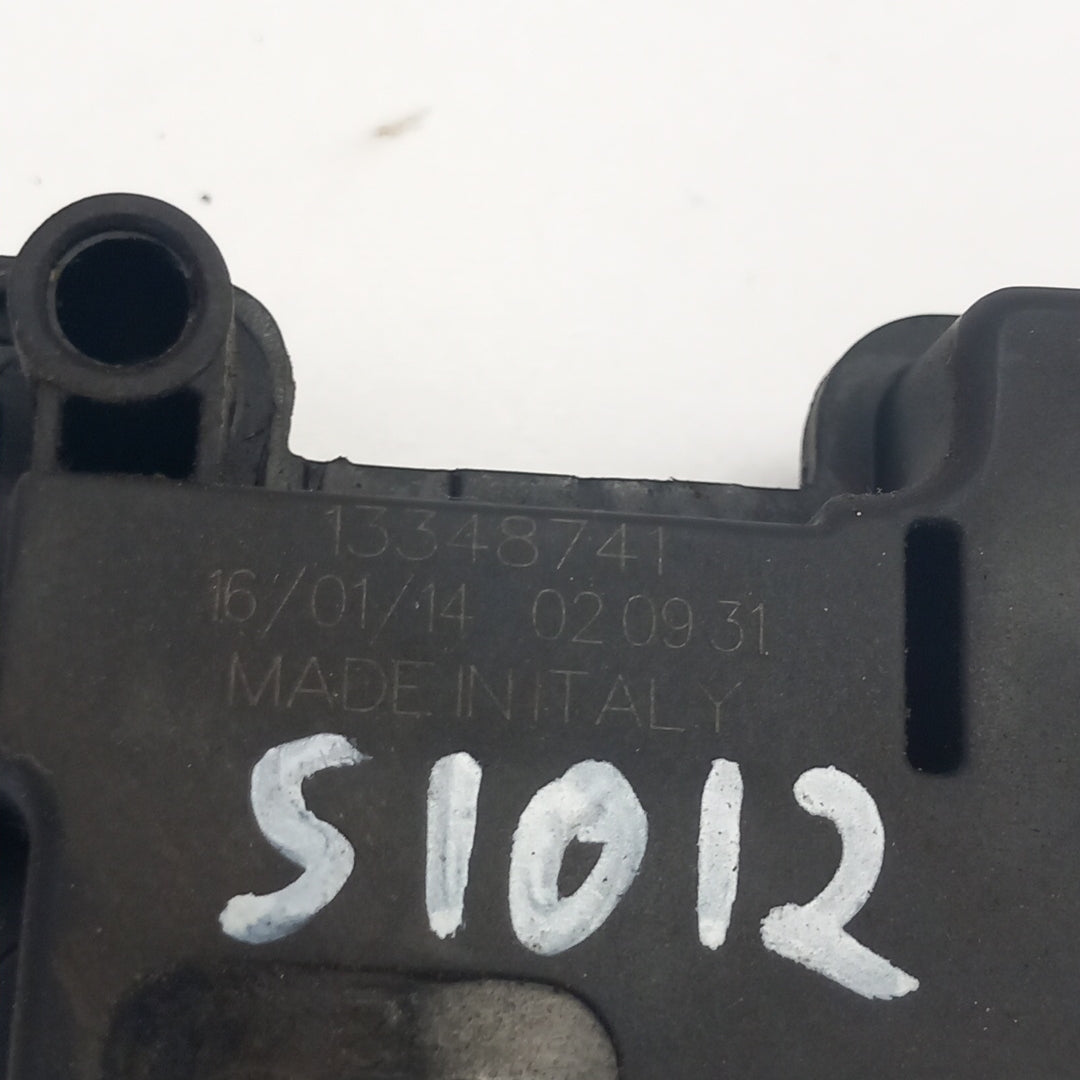 13348741
16/01/14 02 09 31
MADE IN ITALY
S1012